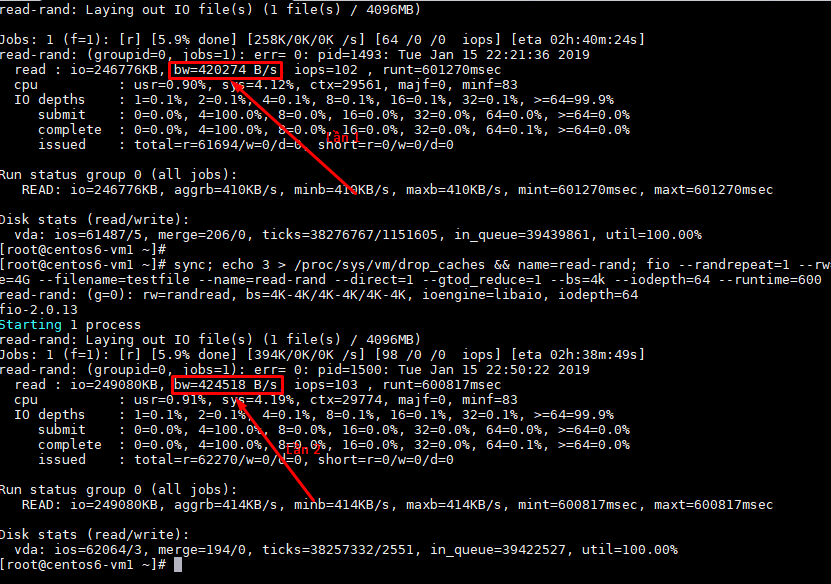 read-rand: Laying out IO file(s) (1 file(s) / 4096MB)
Jobs: 1 (f=1): [r] [5.9% done] [258K/0K/0K /s] [64 /0 /0  iops] [eta 02h:40m:24s]
read-rand: (groupid=0, jobs=1): err= 0: pid=1493: Tue Jan 15 22:21:36 2019
read : io=246776KB, bw=420274 B/s, iops=102 , runt=601270msec
cpu          : usr=0.90%, sys=4.12%, ctx=29561, majf=0, minf=83
IO depths    : 1=0.1%, 2=0.1%, 4=0.1%, 8=0.1%, 16=0.1%, 32=0.1%, >=64=99.9%
submit    : 0=0.0%, 4=100.0%, 8=0.0%, 16=0.0%, 32=0.0%, 64=0.0%, >=64=0.0%
complete  : 0=0.0%, 4=100.0%, 8=0.0%, 16=0.0%, 32=0.0%, 64=0.1%, >=64=0.0%
issued    : total=r=61694/w=0/d=0, short=r=0/w=0/d=0
lần 1
Run status group 0 (all jobs):
READ: io=246776KB, aggrb=410KB/s, minb=410KB/s, maxb=410KB/s, mint=601270msec, maxt=601270msec
Disk stats (read/write):
vda: ios=61487/5, merge=206/0, ticks=38276767/1151605, in_queue=39439861, util=100.00%
[root@centos6-vm1 ~]#
[root@centos6-vm1 ~]# sync; echo 3 > /proc/sys/vm/drop_caches && name=read-rand; fio --randrepeat=1 --rw=
e=4G --filename=testfile --name=read-rand --direct=1 --gtod_reduce=1 --bs=4k --iodepth=64 --runtime=600
read-rand: (g=0): rw=randread, bs=4K-4K/4K-4K/4K-4K, ioengine=libaio, iodepth=64
fio-2.0.13
Starting 1 process
read-rand: Laying out IO file(s) (1 file(s) / 4096MB)
Jobs: 1 (f=1): [r] [5.9% done] [394K/0K/0K /s] [98 /0 /0  iops] [eta 02h:38m:49s]
read-rand: (groupid=0, jobs=1): err= 0: pid=1500: Tue Jan 15 22:50:22 2019
read : io=249080KB, bw=424518 B/s, iops=103 , runt=600817msec
cpu          : usr=0.91%, sys=4.19%, ctx=29774, majf=0, minf=83
IO depths    : 1=0.1%, 2=0.1%, 4=0.1%, 8=0.1%, 16=0.1%, 32=0.1%, >=64=99.9%
submit    : 0=0.0%, 4=100.0%, 8=0.0%, 16=0.0%, 32=0.0%, 64=0.0%, >=64=0.0%
complete  : 0=0.0%, 4=100.0%, 8=0.0%, 16=0.0%, 32=0.0%, 64=0.1%, >=64=0.0%
lần 2
issued    : total=r=62270/w=0/d=0, short=r=0/w=0/d=0
Run status group 0 (all jobs):
READ: io=249080KB, aggrb=414KB/s, minb=414KB/s, maxb=414KB/s, mint=600817msec, maxt=600817msec
Disk stats (read/write):
vda: ios=62064/3, merge=194/0, ticks=38257332/2551, in_queue=39422527, util=100.00%
[root@centos6-vm1 ~]#